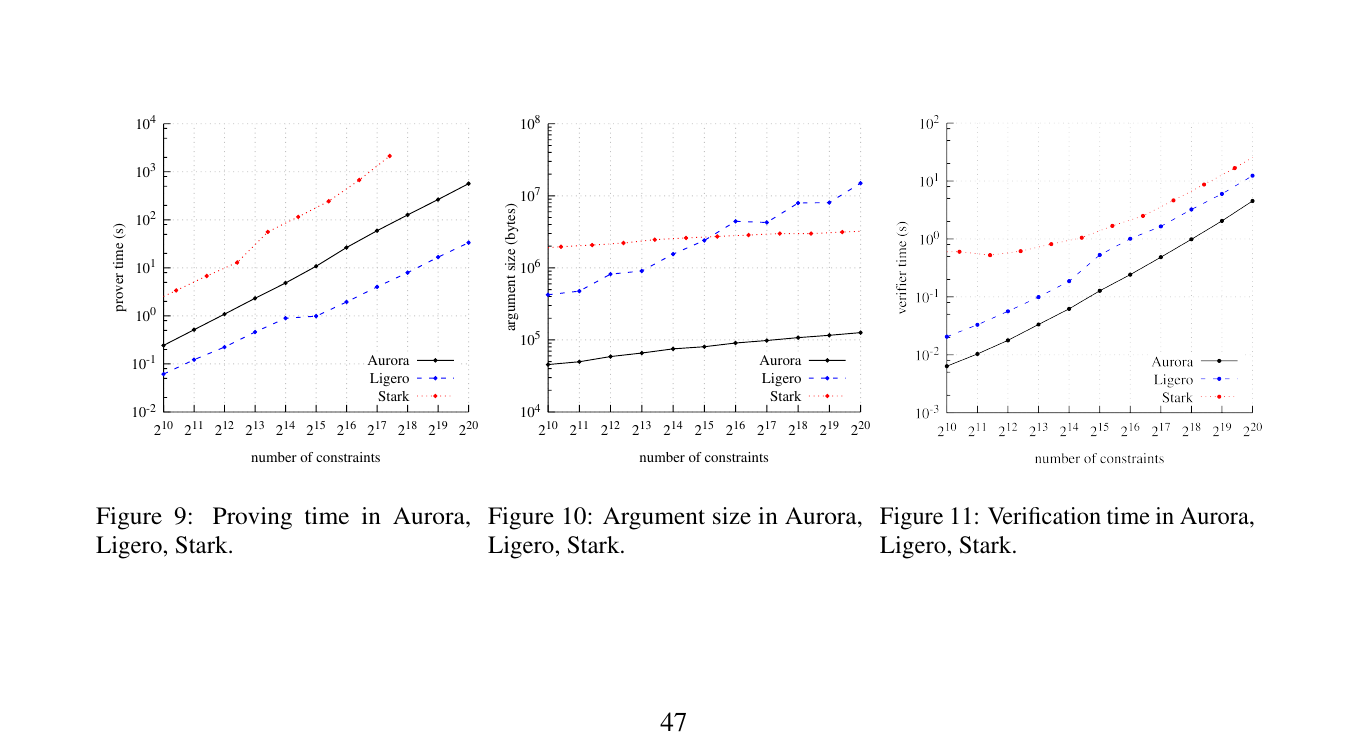 10^4
10^3
10^2
10^1
10^0
10^-1
10^-2
prover time (s)
Aurora
Ligero
Stark
2^10 2^11 2^12 2^13 2^14 2^15 2^16 2^17 2^18 2^19 2^20
number of constraints
10^8
10^7
10^6
10^5
10^4
argument size (bytes)
Aurora
Ligero
Stark
2^10 2^11 2^12 2^13 2^14 2^15 2^16 2^17 2^18 2^19 2^20
number of constraints
10^2
10^1
10^0
10^-1
10^-2
10^-3
verifier time (s)
Aurora
Ligero
Stark
2^10 2^11 2^12 2^13 2^14 2^15 2^16 2^17 2^18 2^19 2^20
number of constraints
Figure 9: Proving time in Aurora,
Ligero, Stark.
Figure 10: Argument size in Aurora,
Ligero, Stark.
Figure 11: Verification time in Aurora,
Ligero, Stark.
47